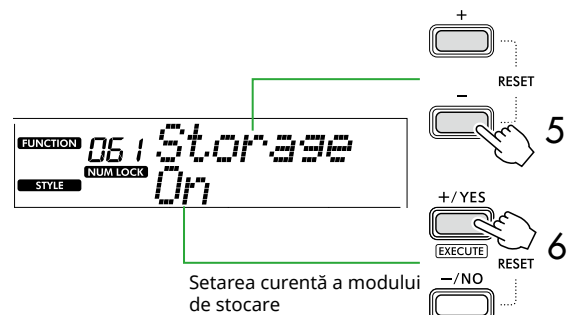 +
RESET
−
5
FUNCTION 061 Storage
NUM LOCK
STYLE On
+/YES
EXECUTE
6
RESET
−/NO
Setarea curentă a modului
de stocare